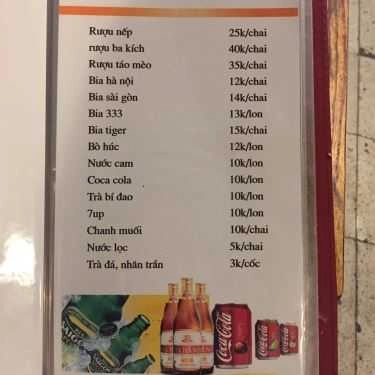 Rượu nếp 25k/chai
rượu ba kích 40k/chai
Rượu táo mèo 35k/chai
Bia hà nội 12k/chai
Bia sài gòn 14k/chai
Bia 333 13k/lon
Bia tiger 15k/chai
Bò húc 12k/lon
Nước cam 10k/lon
Coca cola 10k/lon
Trà bí đao 10k/lon
7up 10k/lon
Chanh muối 10k/chai
Nước lọc 5k/chai
Trà đá, nhân trần 3k/cốc
Coca-Cola